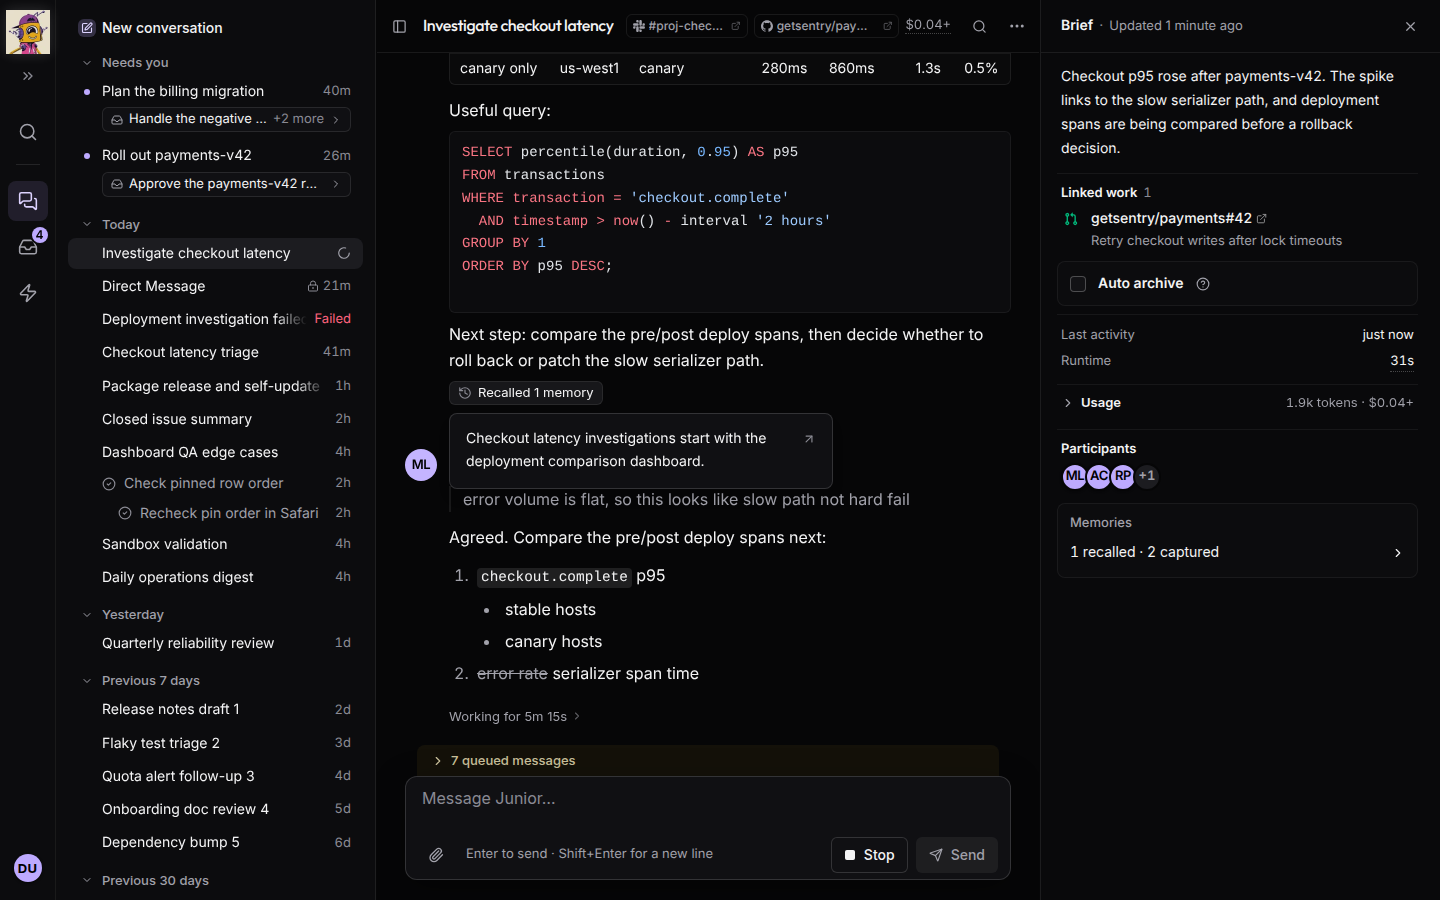 New conversation
Needs you
Plan the billing migration 40m
Handle the negative ... +2 more
Roll out payments-v42 26m
Approve the payments-v42 r...
Today
Investigate checkout latency
Direct Message 21m
Deployment investigation failed Failed
Checkout latency triage 41m
Package release and self-update 1h
Closed issue summary 2h
Dashboard QA edge cases 4h
Check pinned row order 2h
Recheck pin order in Safari 2h
Sandbox validation 4h
Daily operations digest 4h
Yesterday
Quarterly reliability review 1d
Previous 7 days
Release notes draft 1 2d
Flaky test triage 2 3d
Quota alert follow-up 3 4d
Onboarding doc review 4 5d
Dependency bump 5 6d
Previous 30 days
4
DU
Investigate checkout latency #proj-chec... getsentry/pay... $0.04+
canary only us-west1 canary 280ms 860ms 1.3s 0.5%
Useful query:
SELECT percentile(duration, 0.95) AS p95
FROM transactions
WHERE transaction = 'checkout.complete'
AND timestamp > now() - interval '2 hours'
GROUP BY 1
ORDER BY p95 DESC;
Next step: compare the pre/post deploy spans, then decide whether to
roll back or patch the slow serializer path.
Recalled 1 memory
Checkout latency investigations start with the
deployment comparison dashboard.
ML
error volume is flat, so this looks like slow path not hard fail
Agreed. Compare the pre/post deploy spans next:
1. checkout.complete p95
• stable hosts
• canary hosts
2. error rate serializer span time
Working for 5m 15s
7 queued messages
Message Junior...
Enter to send · Shift+Enter for a new line
Stop
Send
Brief · Updated 1 minute ago
Checkout p95 rose after payments-v42. The spike
links to the slow serializer path, and deployment
spans are being compared before a rollback
decision.
Linked work 1
getsentry/payments#42
Retry checkout writes after lock timeouts
Auto archive
Last activity just now
Runtime 31s
Usage 1.9k tokens · $0.04+
Participants
ML AC RP +1
Memories
1 recalled · 2 captured